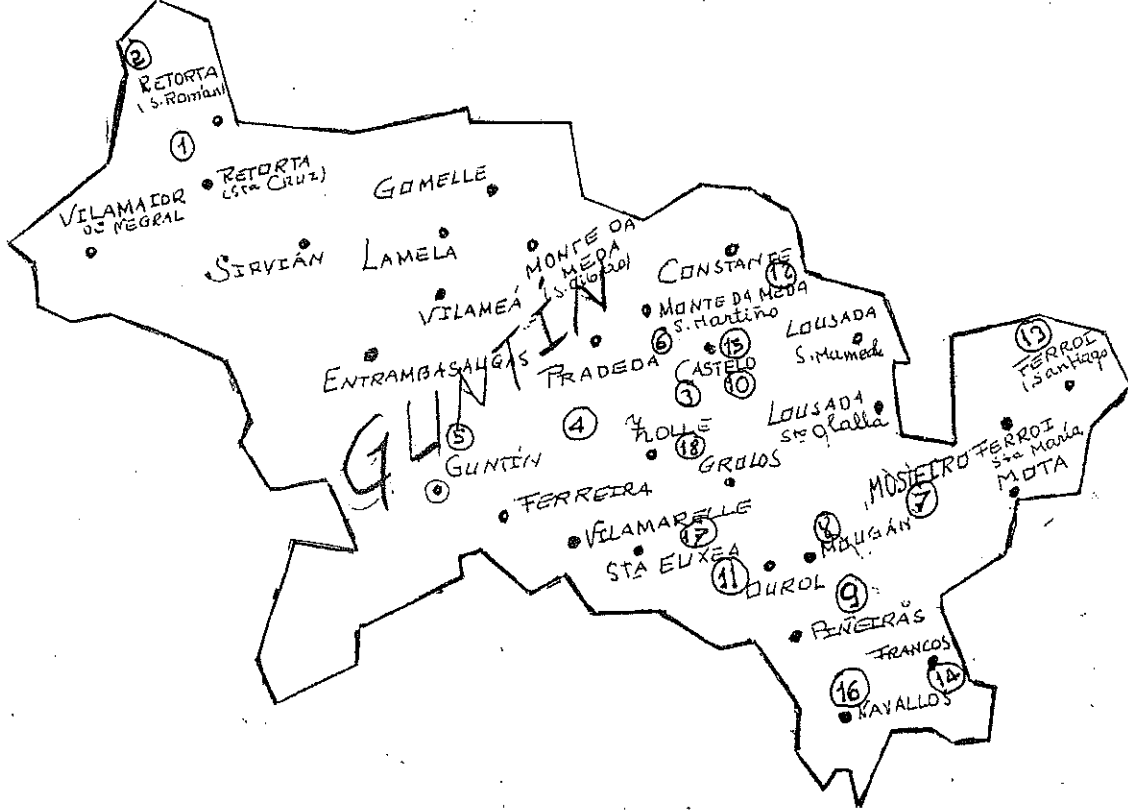 2
RETORTA
(S. Román)
1
RETORTA
(Sta CRUZ)
VILAMAIOR
DE NEGRAL
GOMELLE
SIRVIÁN
LAMELA
MONTE DA
MEDA
VILAMEÁ
CONSTANTE
12
MONTE DA MEDA
S. Martiño
6
15
LOUSADA
S. Mamede
13
FERROI
(Santiago)
ENTRAMBASAUGAS
PRADEDA
CASTELO
3
10
GUNTIN
4
5
GUNTÍN
ZOLLE
18
GROLOS
LOUSADA
Sta Olalla
FERROI
Sta María
MOSTEIRO
7
MOTA
FERREIRA
VILAMARELLE
17
STA EUXEA
11
8
MOUGÁN
OUROL
9
PIÑEIRAS
FRANCOS
14
16
NAVALLOS